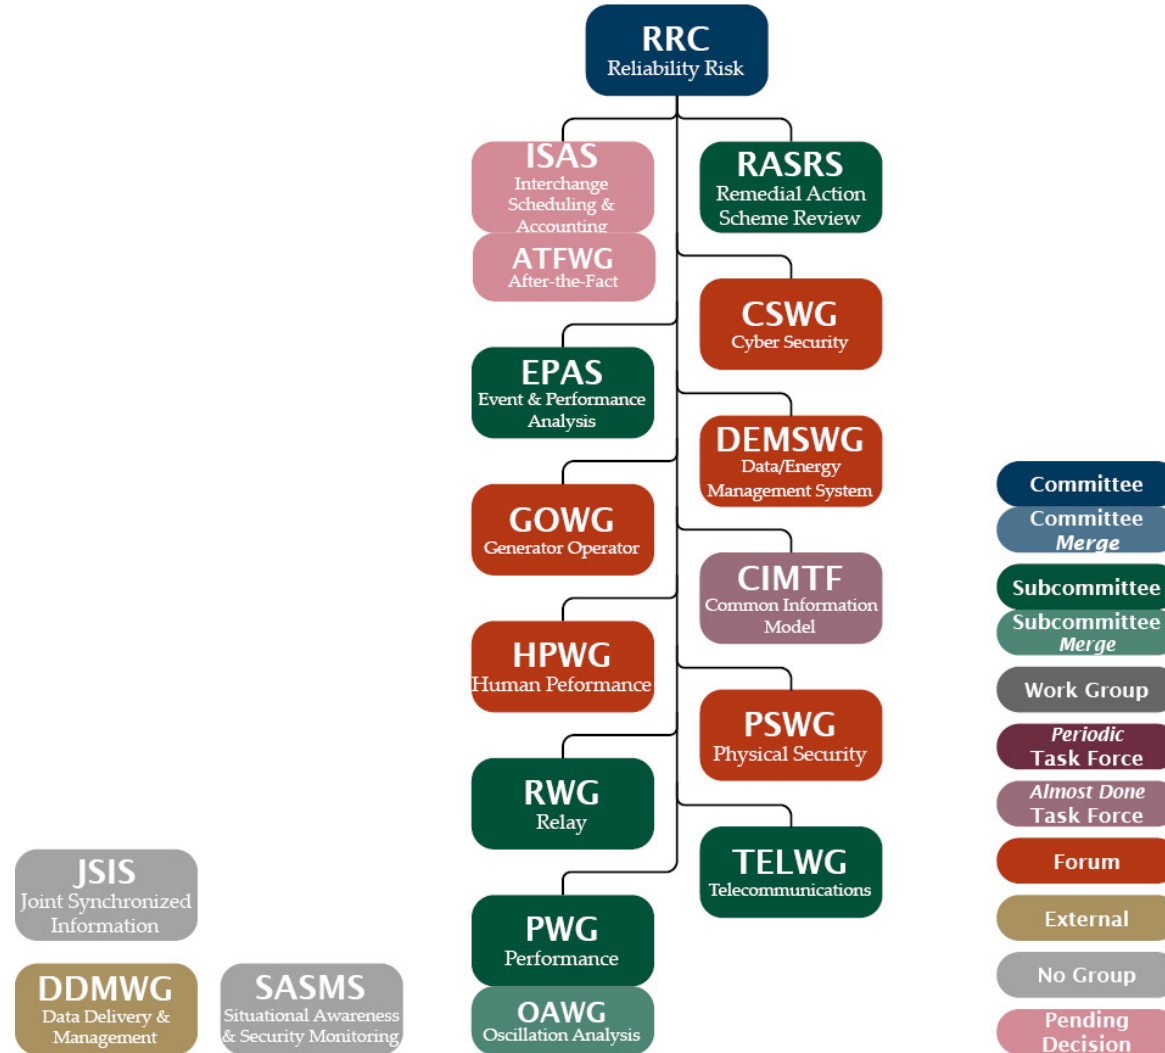 RRC
Reliability Risk
ISAS
Interchange
Scheduling &
Accounting
ATFWG
After-the-Fact
RASRS
Remedial Action
Scheme Review
CSWG
Cyber Security
EPAS
Event & Performance
Analysis
DEMSWG
Data/Energy
Management System
GOWG
Generator Operator
CIMTF
Common Information
Model
HPWG
Human Peformance
PSWG
Physical Security
RWG
Relay
TELWG
Telecommunications
PWG
Performance
OAWG
Oscillation Analysis
JSIS
Joint Synchronized
Information
DDMWG
Data Delivery &
Management
SASMS
Situational Awareness
& Security Monitoring
Committee
Committee
Merge
Subcommittee
Subcommittee
Merge
Work Group
Periodic
Task Force
Almost Done
Task Force
Forum
External
No Group
Pending
Decision